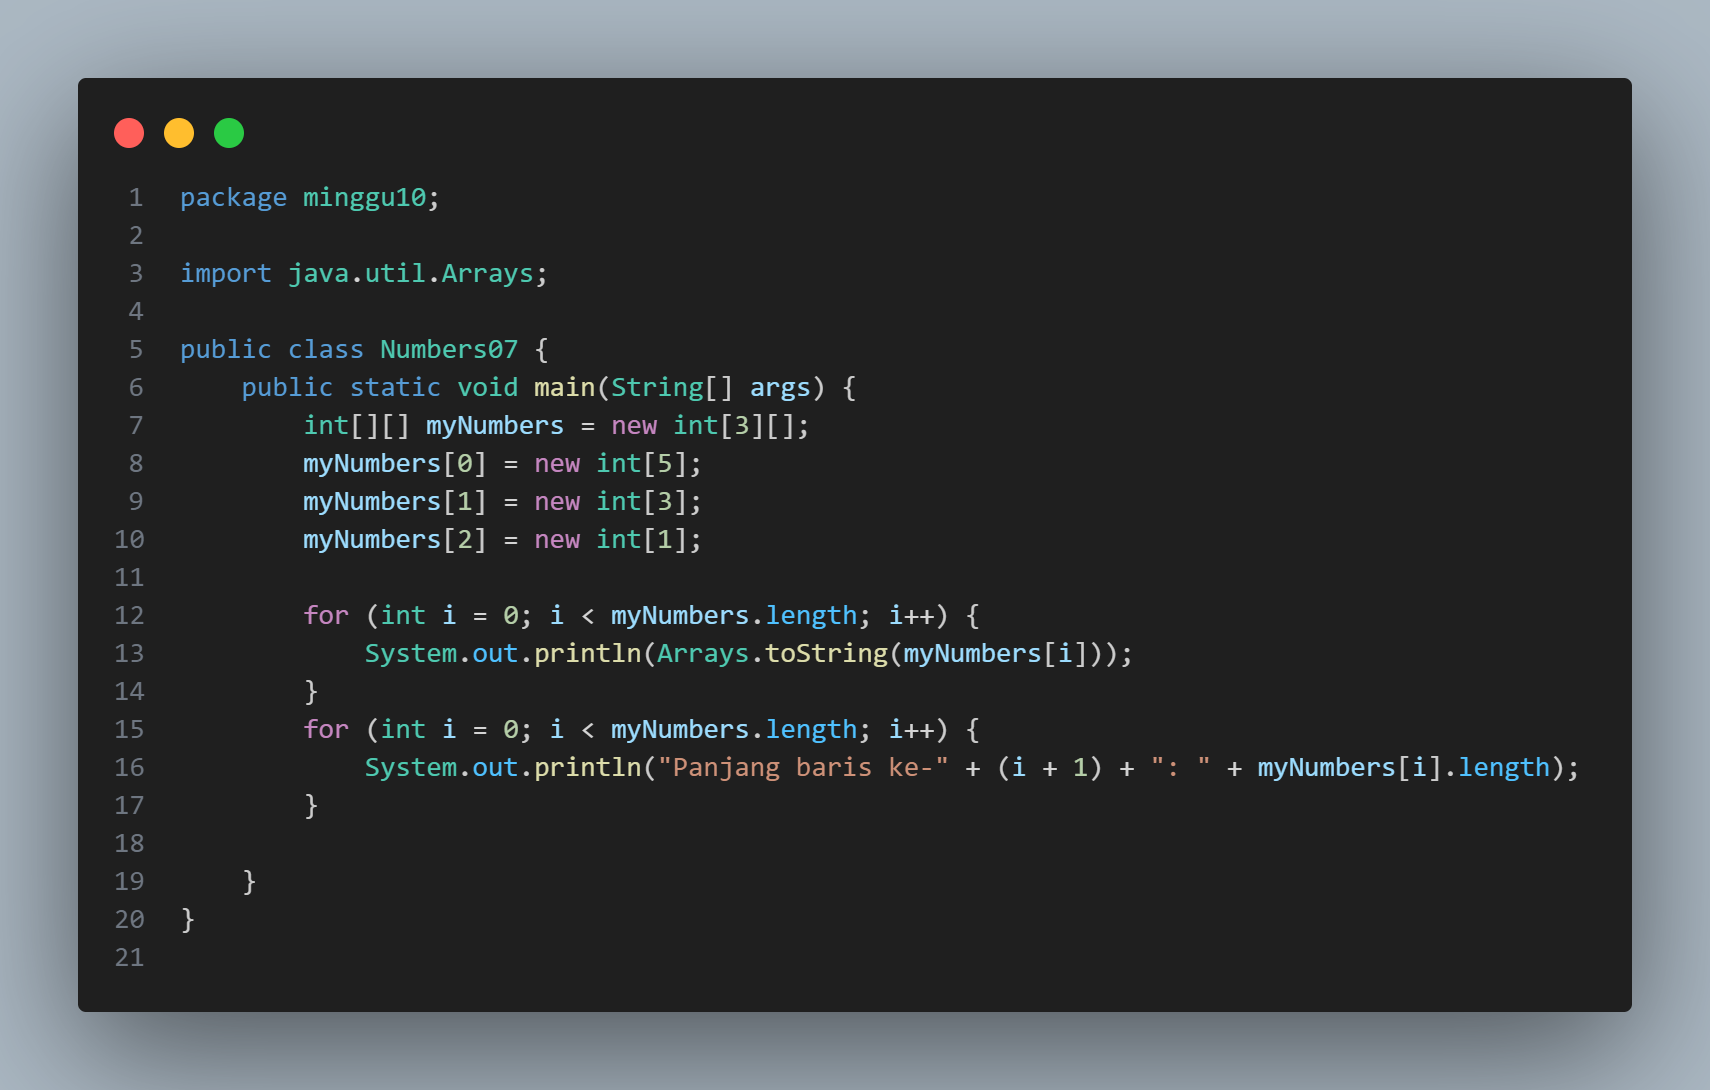 1 package minggu10;
2
3 import java.util.Arrays;
4
5 public class Numbers07 {
6     public static void main(String[] args) {
7         int[][] myNumbers = new int[3][];
8         myNumbers[0] = new int[5];
9         myNumbers[1] = new int[3];
10         myNumbers[2] = new int[1];
11
12         for (int i = 0; i < myNumbers.length; i++) {
13             System.out.println(Arrays.toString(myNumbers[i]));
14         }
15         for (int i = 0; i < myNumbers.length; i++) {
16             System.out.println("Panjang baris ke-" + (i + 1) + ": " + myNumbers[i].length);
17         }
18
19     }
20 }
21